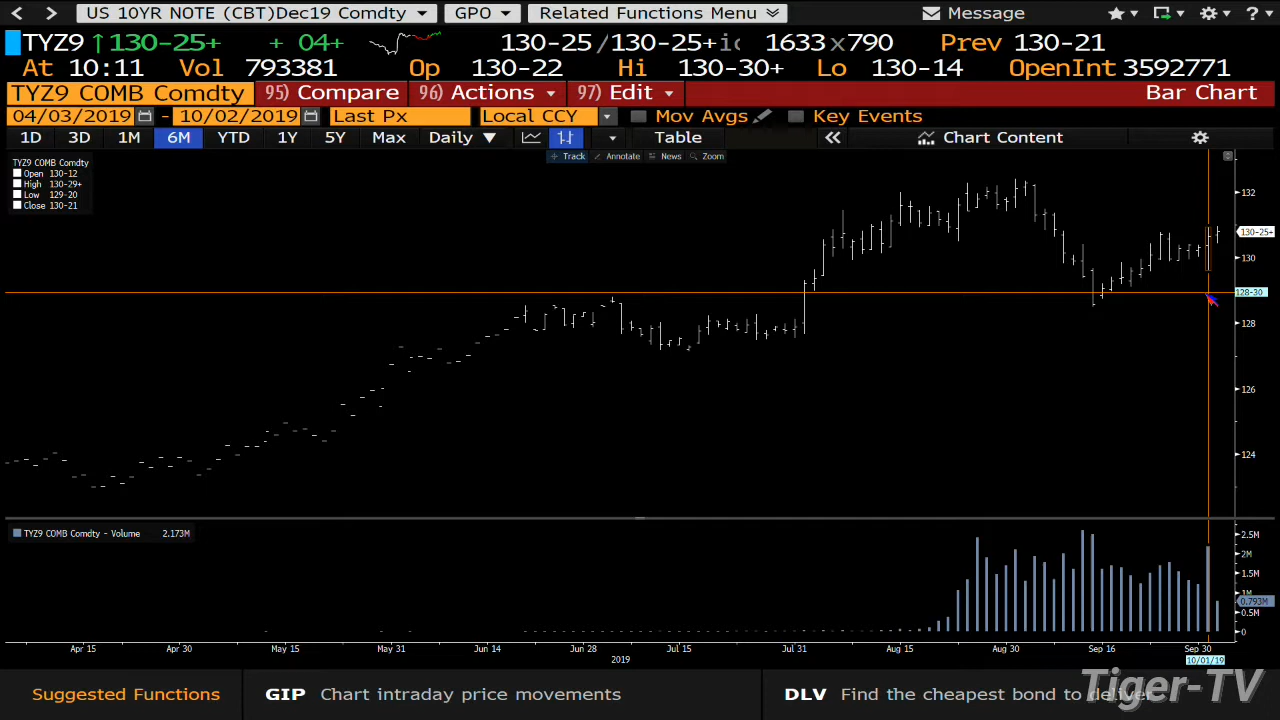 US 10YR NOTE (CBT)Dec19 Comdty GPO Related Functions Menu Message ?
TYZ9 ↑130-25+ + 04+ 130-25/130-25+ 1633x790 Prev 130-21
At 10:11 Vol 793381 Op 130-22 Hi 130-30+ Lo 130-14 OpenInt 3592771
TYZ9 COMB Comdty 95) Compare 96) Actions 97) Edit Bar Chart
04/03/2019 - 10/02/2019 Last Px Local CCY Mov Avgs Key Events
1D 3D 1M 6M YTD 1Y 5Y Max Daily ▼ Table « Chart Content
Track Annotate News Zoom
TYZ9 COMB Comdty
Open 130-12
High 130-29+
Low 129-20
Close 130-21
132
130-25+
130
128-30
128
126
124
TYZ9 COMB Comdty - Volume 2.173M
2.5M
2M
1.5M
1M
0.793M
0.5M
0
Apr 15 Apr 30 May 15 May 31 Jun 14 Jun 28 Jul 15 Jul 31 Aug 15 Aug 30 Sep 16 Sep 30
2019
10/01/19
Suggested Functions GIP Chart intraday price movements DLV Find the cheapest bond to deliver
Tiger-TV